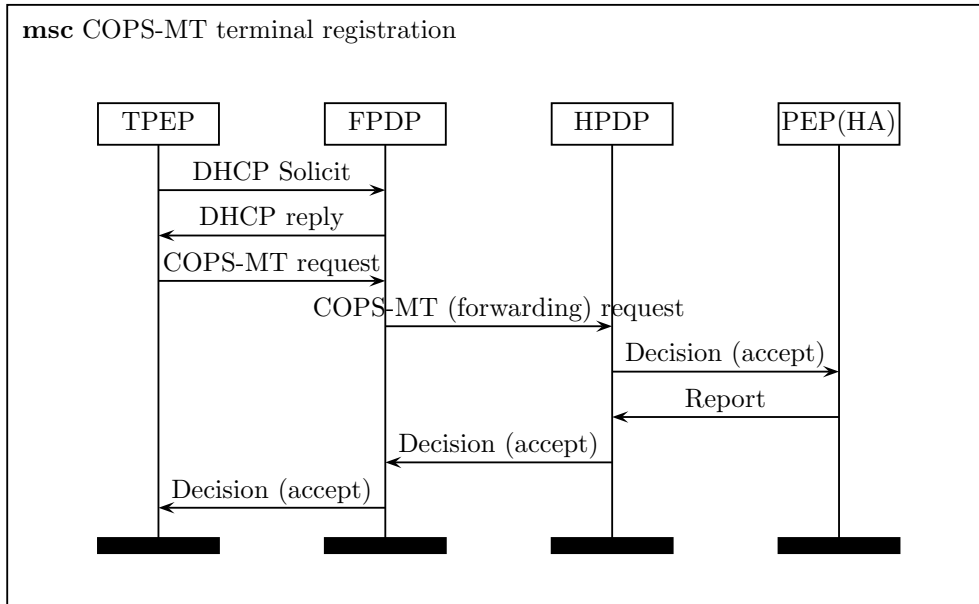 msc COPS-MT terminal registration
TPEP FPDP HPDP PEP(HA)
DHCP Solicit
DHCP reply
COPS-MT request
COPS-MT (forwarding) request
Decision (accept)
Report
Decision (accept)
Decision (accept)